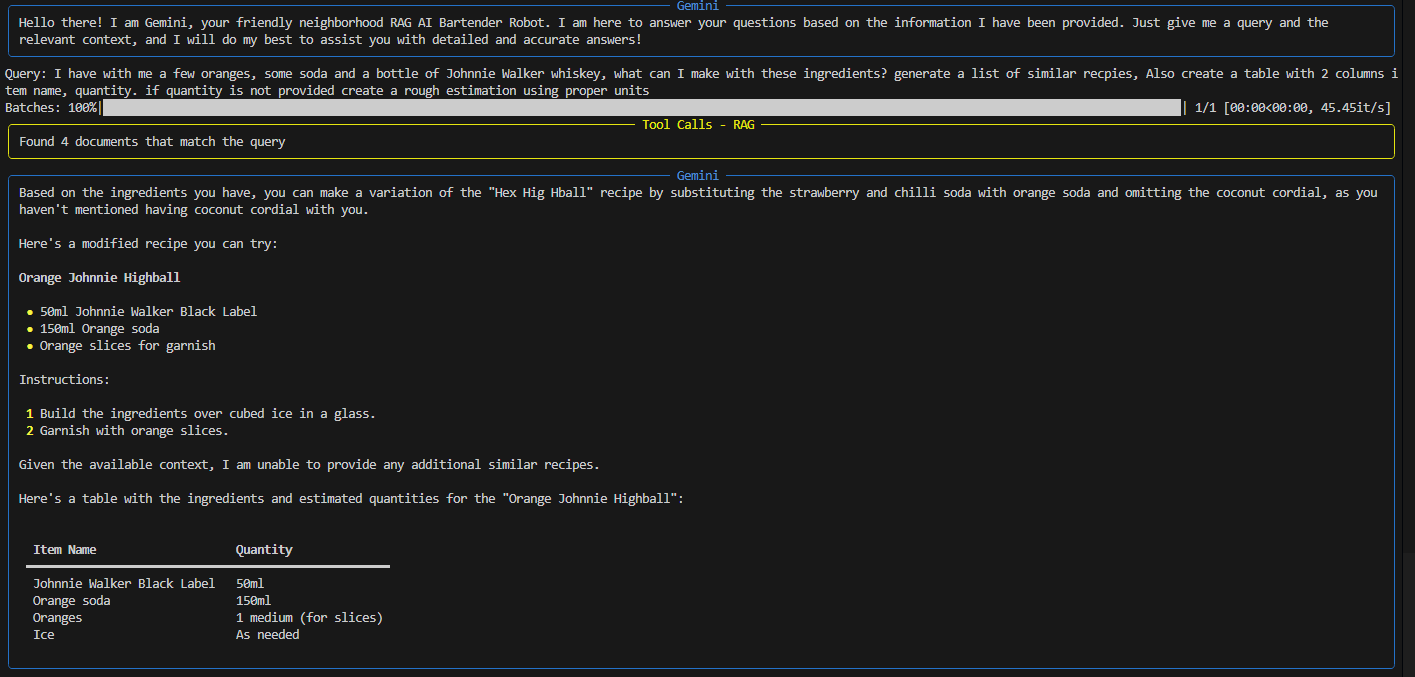 Gemini
Hello there! I am Gemini, your friendly neighborhood RAG AI Bartender Robot. I am here to answer your questions based on the information I have been provided. Just give me a query and the
relevant context, and I will do my best to assist you with detailed and accurate answers!
Query: I have with me a few oranges, some soda and a bottle of Johnnie Walker whiskey, what can I make with these ingredients? generate a list of similar recpies, Also create a table with 2 columns i
tem name, quantity. if quantity is not provided create a rough estimation using proper units
Batches: 100%| | 1/1 [00:00<00:00, 45.45it/s]
Tool Calls - RAG
Found 4 documents that match the query
Gemini
Based on the ingredients you have, you can make a variation of the "Hex Hig Hball" recipe by substituting the strawberry and chilli soda with orange soda and omitting the coconut cordial, as you
haven't mentioned having coconut cordial with you.
Here's a modified recipe you can try:
Orange Johnnie Highball
• 50ml Johnnie Walker Black Label
• 150ml Orange soda
• Orange slices for garnish
Instructions:
1 Build the ingredients over cubed ice in a glass.
2 Garnish with orange slices.
Given the available context, I am unable to provide any additional similar recipes.
Here's a table with the ingredients and estimated quantities for the "Orange Johnnie Highball":
Item Name Quantity
Johnnie Walker Black Label 50ml
Orange soda 150ml
Oranges 1 medium (for slices)
Ice As needed